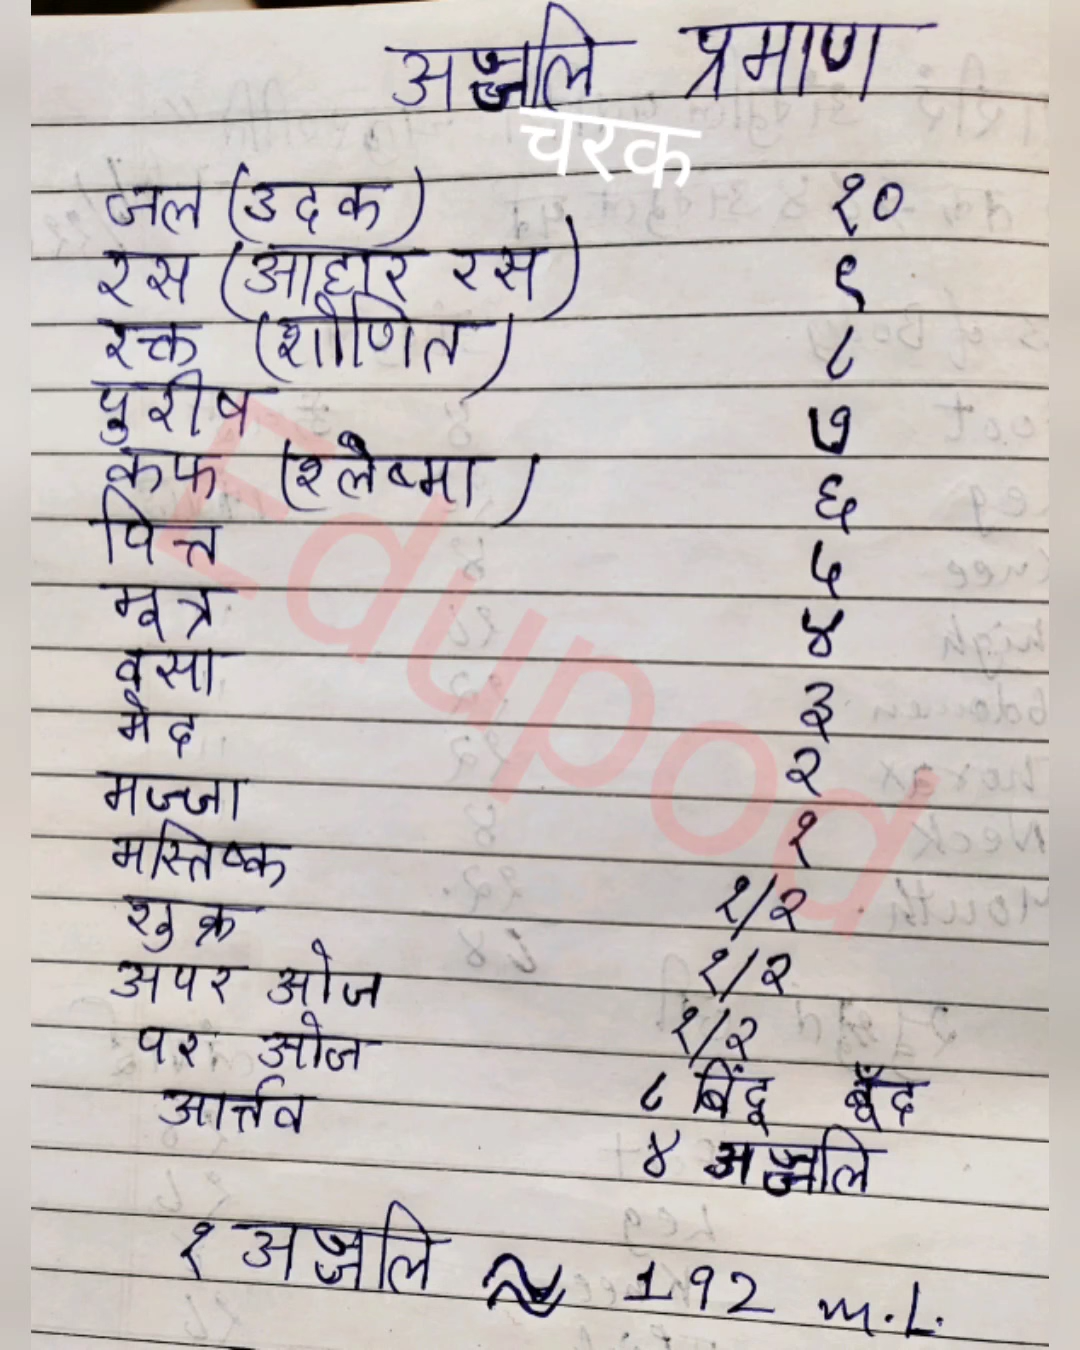 अञ्जलि प्रमाण
चरक
जल (उदक) १०
रस (आहार रस) ९
रक्त (शोणित) ८
पुरीष ७
कफ (श्लेष्मा) ६
पित्त ५
मूत्र ४
वसा ३
मेद २
मज्जा १
मस्तिष्क १/२
शुक्र १/२
अपर ओज १/२
पर ओज ८ बिंदू बूँद
आर्त्तव ४ अञ्जलि
१ अञ्जलि ≈ 192 m.L.
Edupod